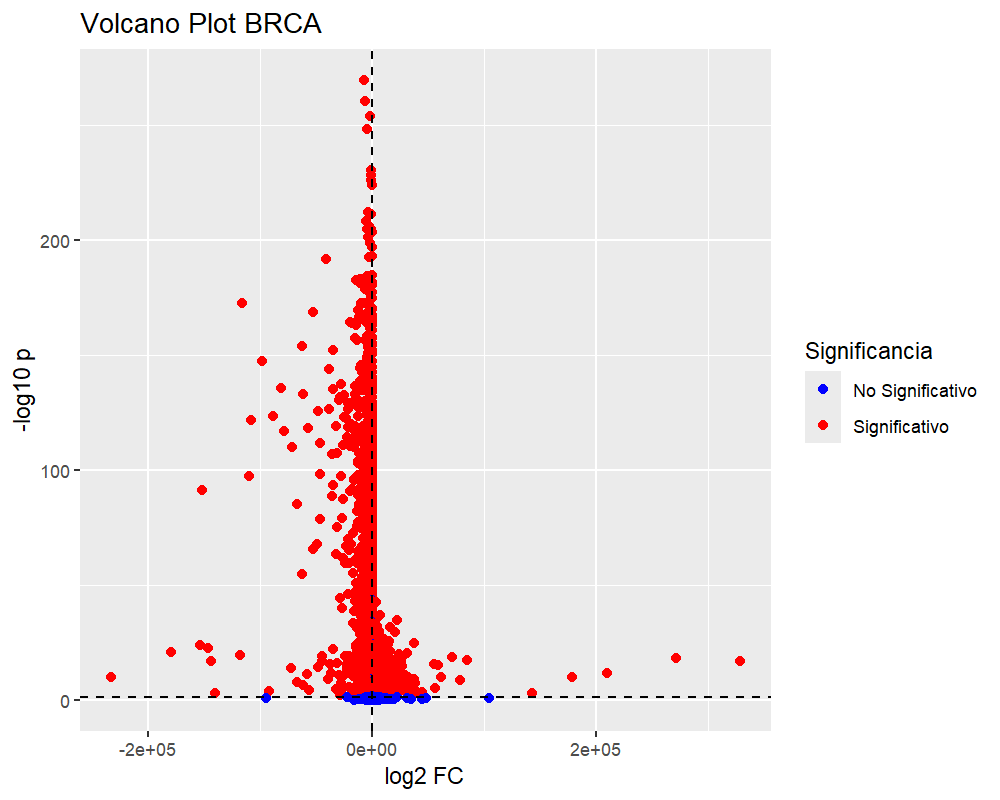 Volcano Plot BRCA
-log10 p
200
100
0
-2e+05
0e+00
2e+05
log2 FC
Significancia
No Significativo
Significativo